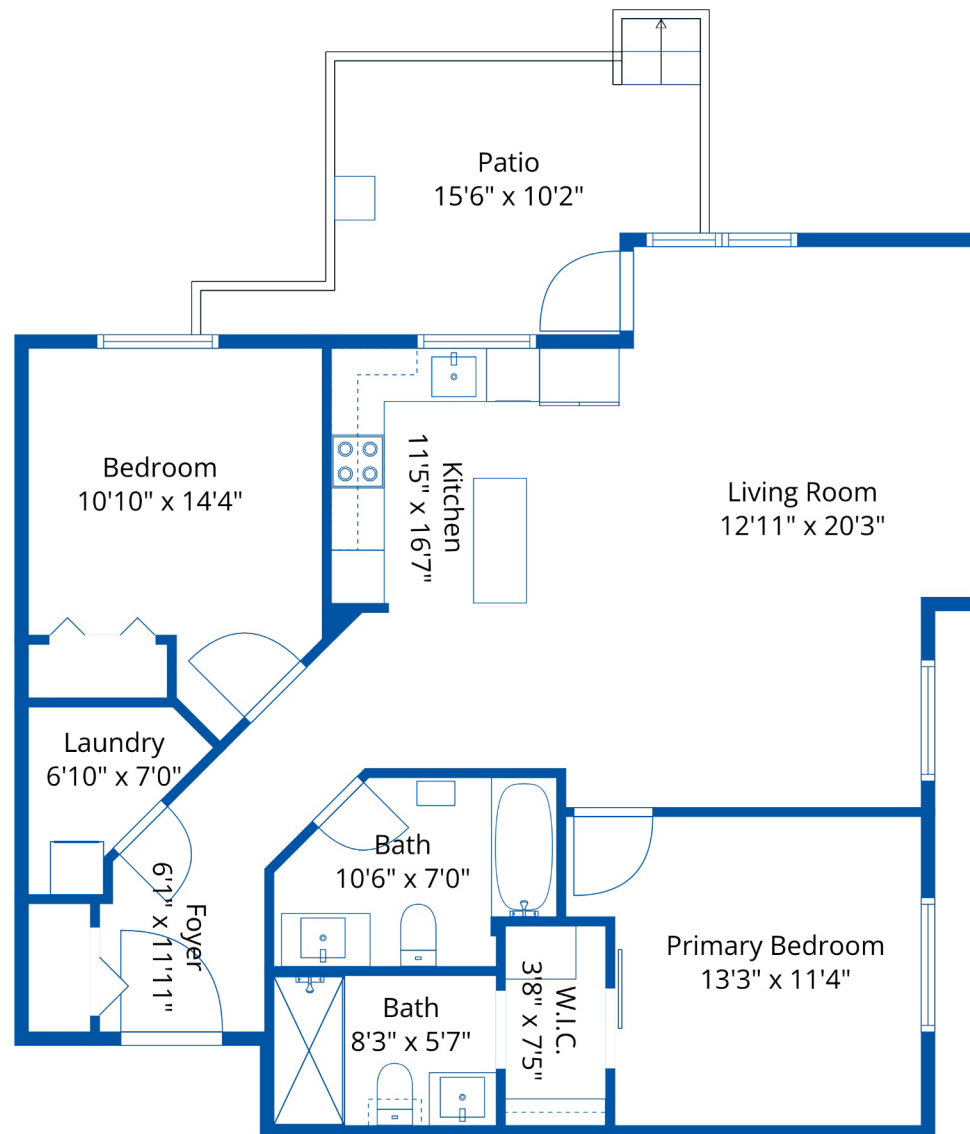 Patio
15'6" x 10'2"
Bedroom
10'10" x 14'4"
Kitchen
11'5" x 16'7"
Living Room
12'11" x 20'3"
Laundry
6'10" x 7'0"
Bath
10'6" x 7'0"
Foyer
6'1" x 11'11"
Primary Bedroom
13'3" x 11'4"
Bath
8'3" x 5'7"
W.I.C.
3'8" x 7'5"